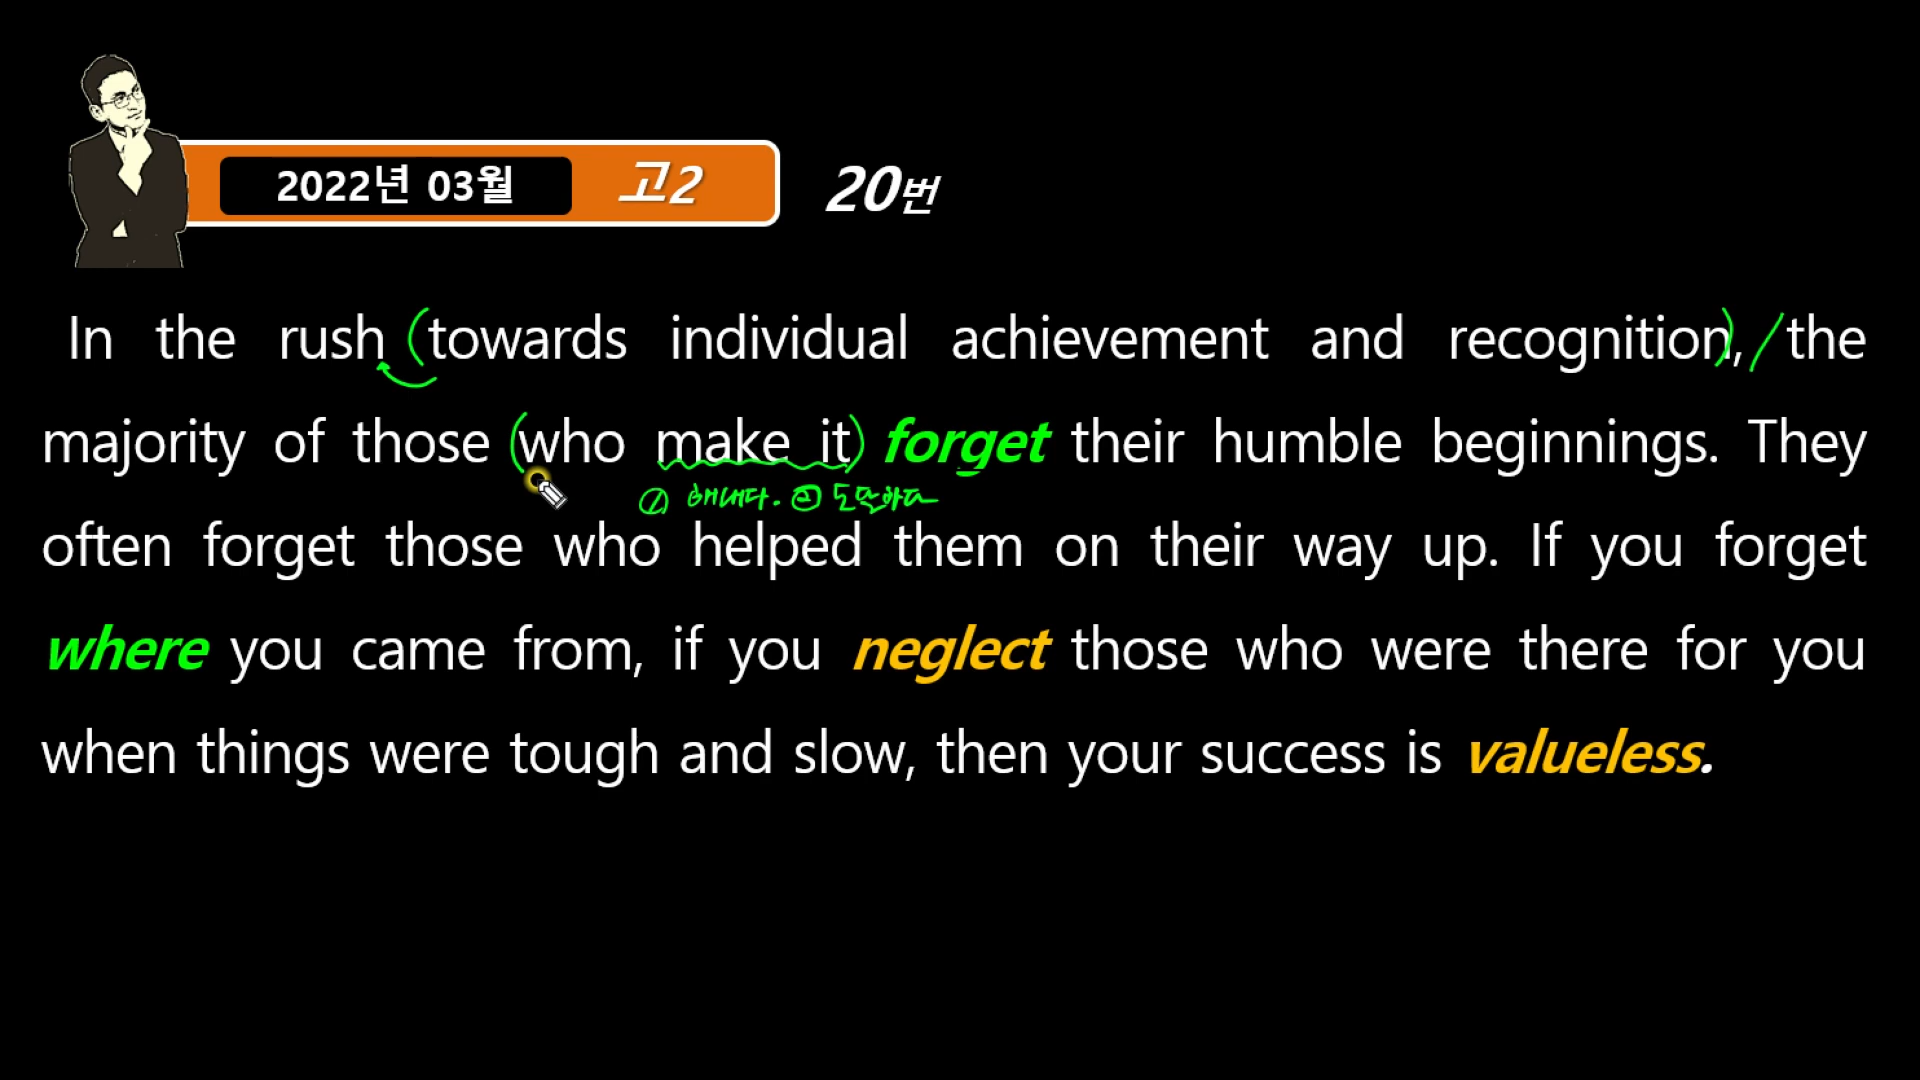 2022년 03월 고2 20번
In the rush (towards individual achievement and recognition), / the
majority of those (who make it) forget their humble beginnings. They
① 해내다. ② 도달하다
often forget those who helped them on their way up. If you forget
where you came from, if you neglect those who were there for you
when things were tough and slow, then your success is valueless.